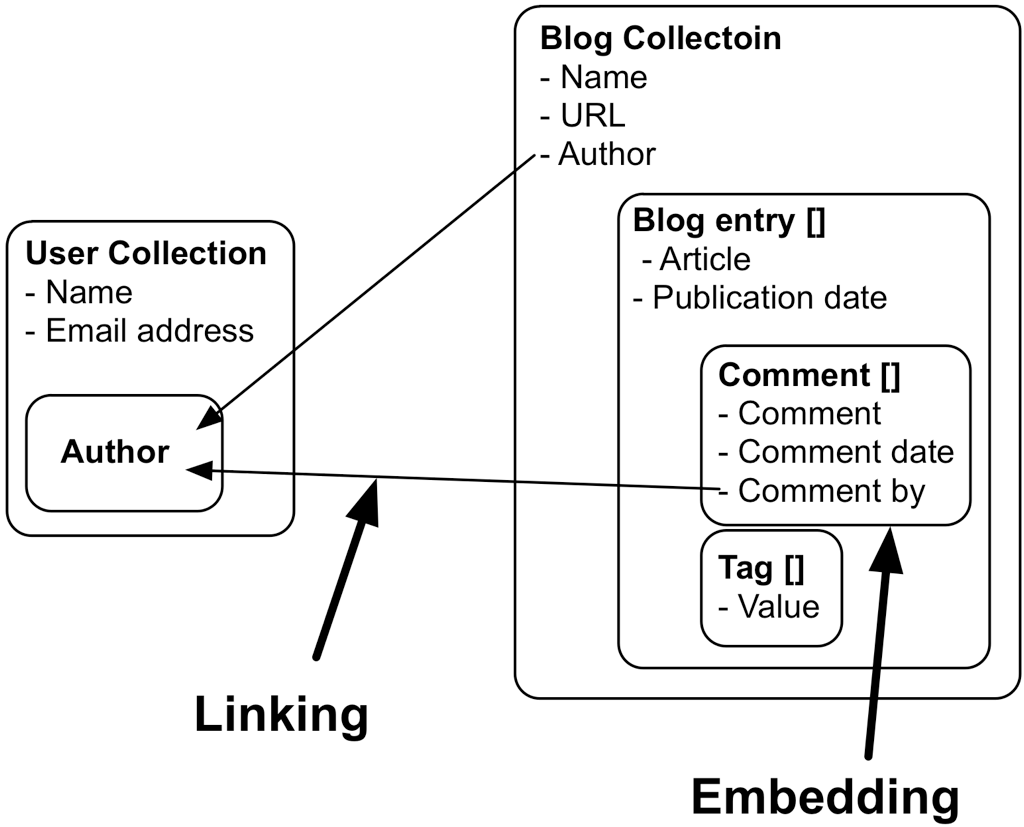 Blog Collectoin
- Name
- URL
- Author
User Collection
- Name
- Email address
Author
Blog entry []
- Article
- Publication date
Comment []
- Comment
- Comment date
- Comment by
Tag []
- Value
Linking
Embedding